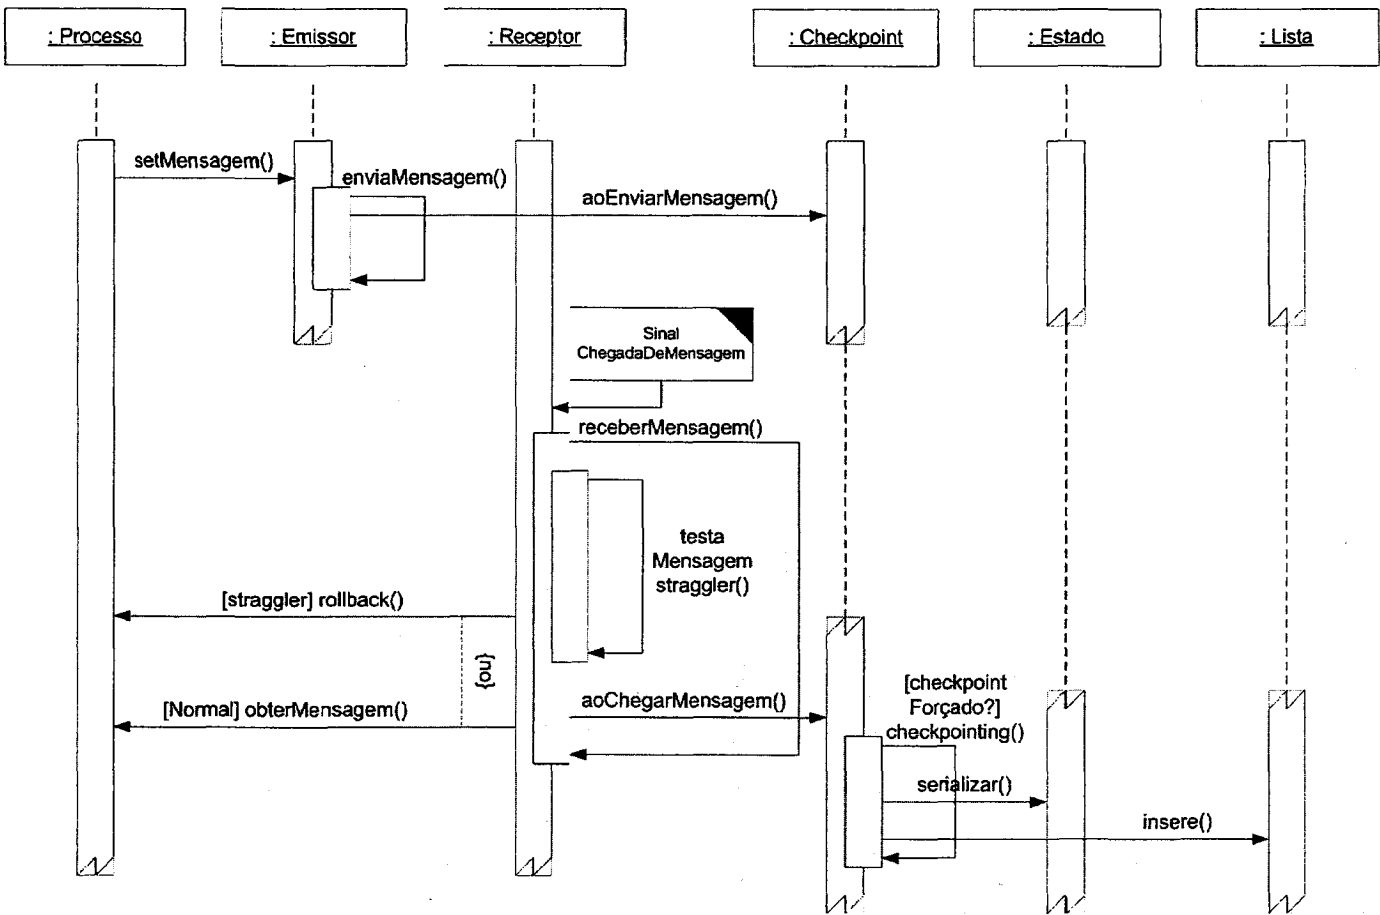 : Processo
: Emissor
: Receptor
: Checkpoint
: Estado
: Lista
setMensagem()
enviaMensagem()
aoEnviarMensagem()
Sinal
ChegadaDeMensagem
receberMensagem()
testa
Mensagem
straggler()
[straggler] rollback()
{ou}
[Normal] obterMensagem()
aoChegarMensagem()
[checkpoint
Forçado?]
checkpointing()
serializar()
insere()